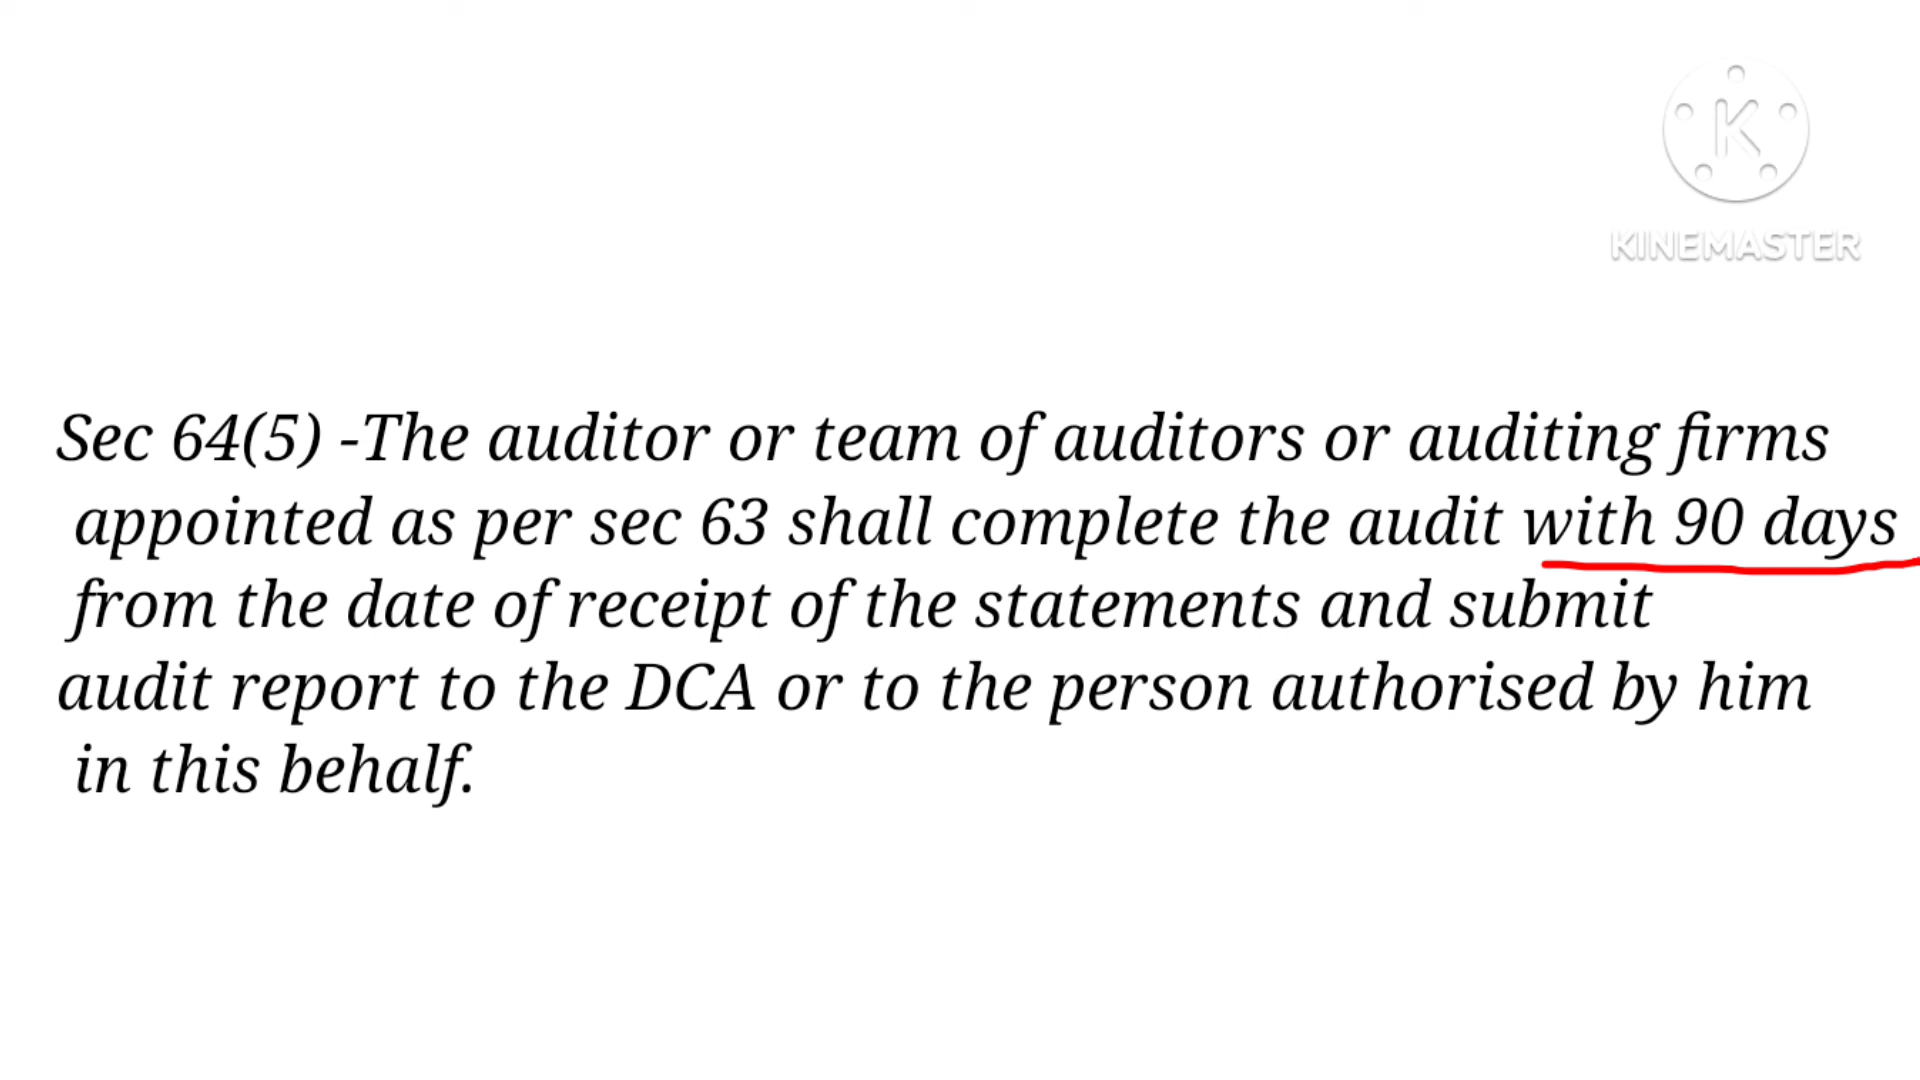 K
KINEMASTER
Sec 64(5) -The auditor or team of auditors or auditing firms
appointed as per sec 63 shall complete the audit with 90 days
from the date of receipt of the statements and submit
audit report to the DCA or to the person authorised by him
in this behalf.